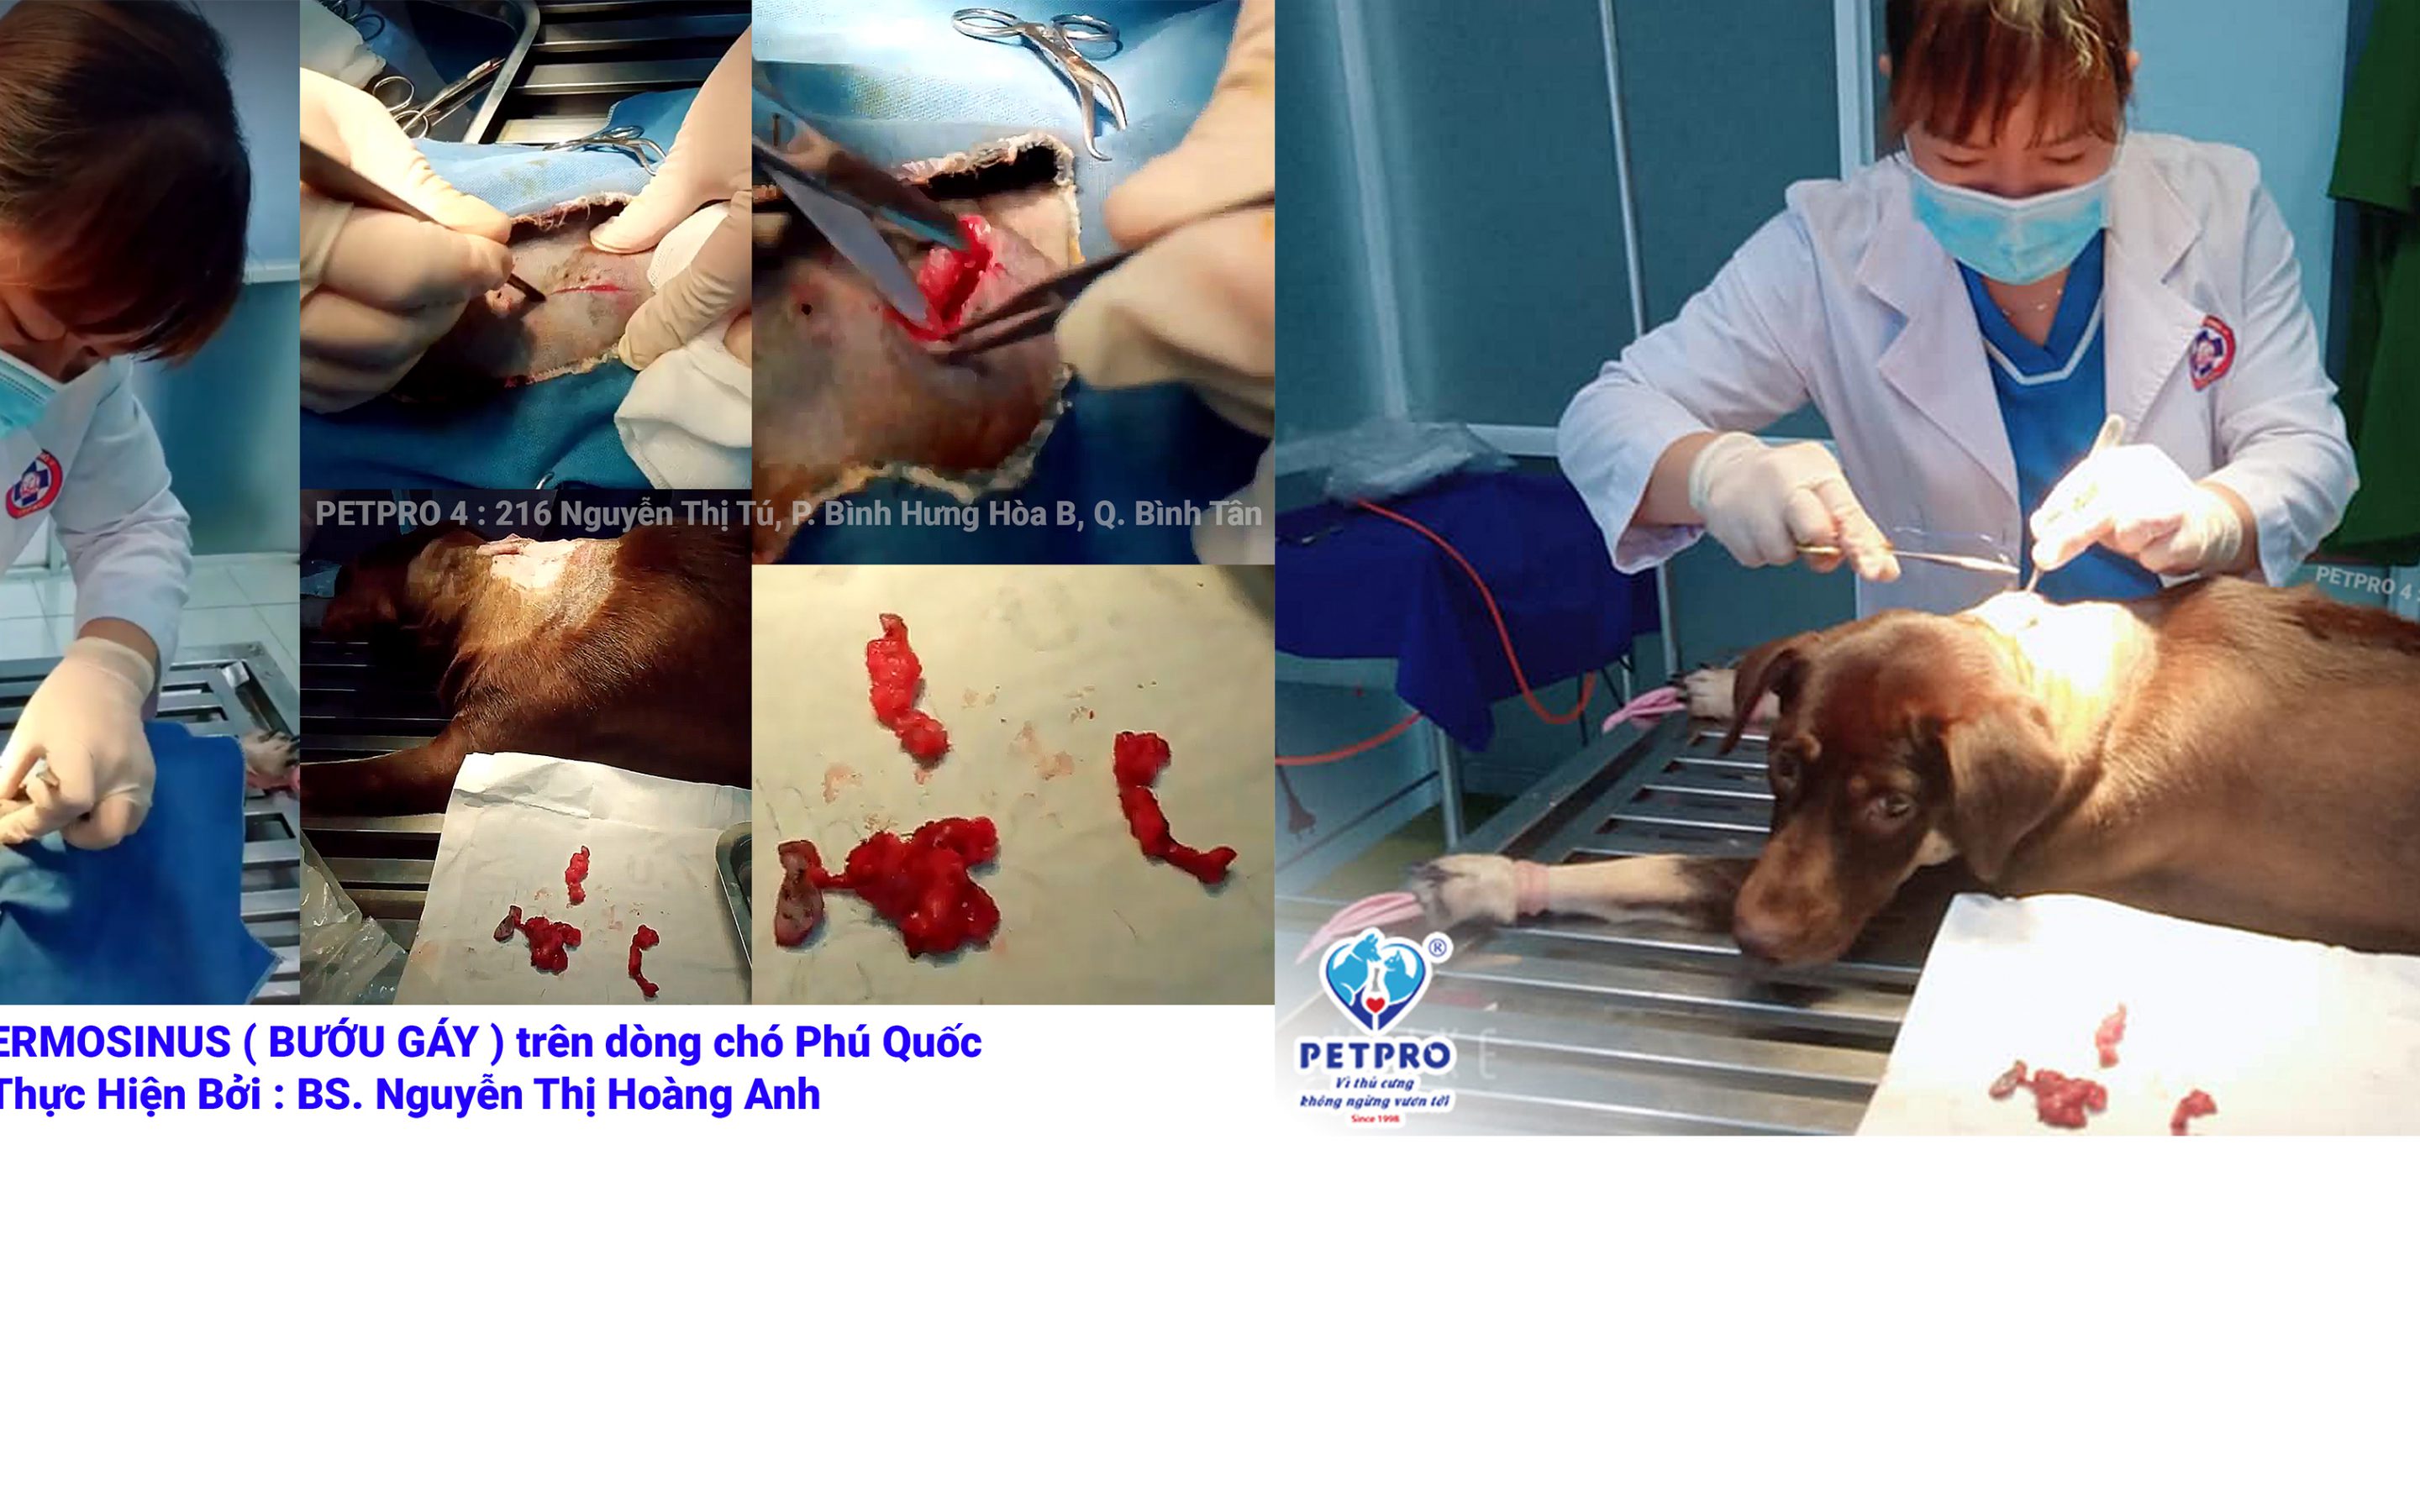 PETPRO 4 : 216 Nguyễn Thị Tú, P. Bình Hưng Hòa B, Q. Bình Tân
PETPRO 4 :
ERMOSINUS ( BƯỚU GÁY ) trên dòng chó Phú Quốc
Thực Hiện Bởi : BS. Nguyễn Thị Hoàng Anh
®
PETPRO
Vì thú cưng
không ngừng vươn tới
Since 1998